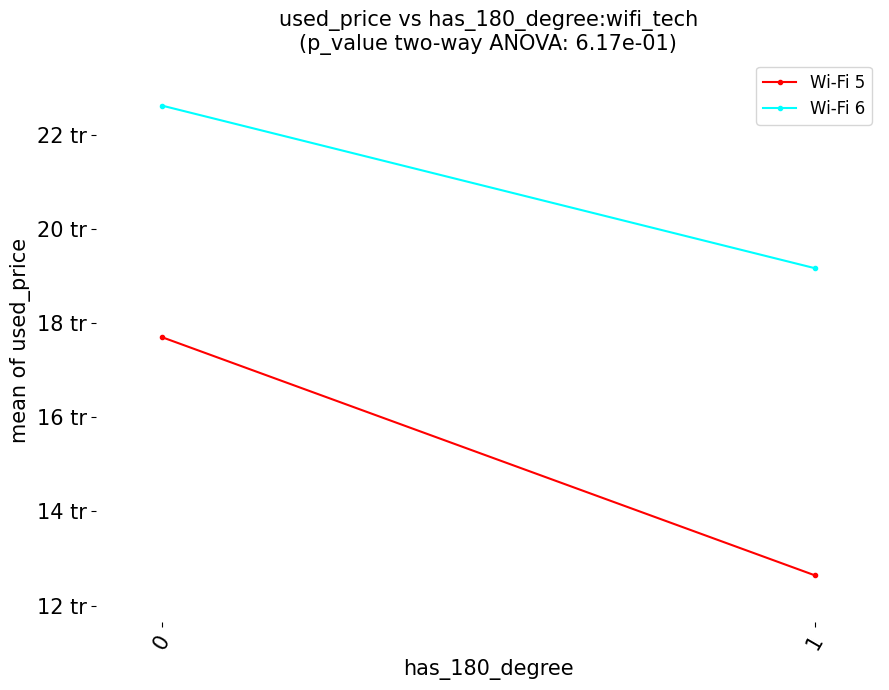 used_price vs has_180_degree:wifi_tech
(p_value two-way ANOVA: 6.17e-01)
Wi-Fi 5
Wi-Fi 6
22 tr
20 tr
18 tr
16 tr
14 tr
12 tr
mean of used_price
0
1
has_180_degree